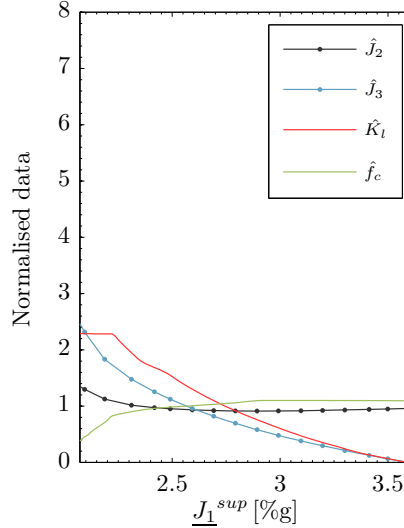 8
7
6
5
4
3
2
1
0
Normalised data
2.5 3 3.5
J₁ˢᵘᵖ [%g]
Ĵ₂
Ĵ₃
K̂ₗ
f̂_c